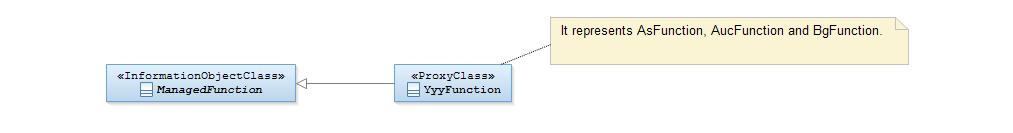 It represents AsFunction, AucFunction and BgFunction.
«InformationObjectClass»
ManagedFunction
«ProxyClass»
YyyFunction